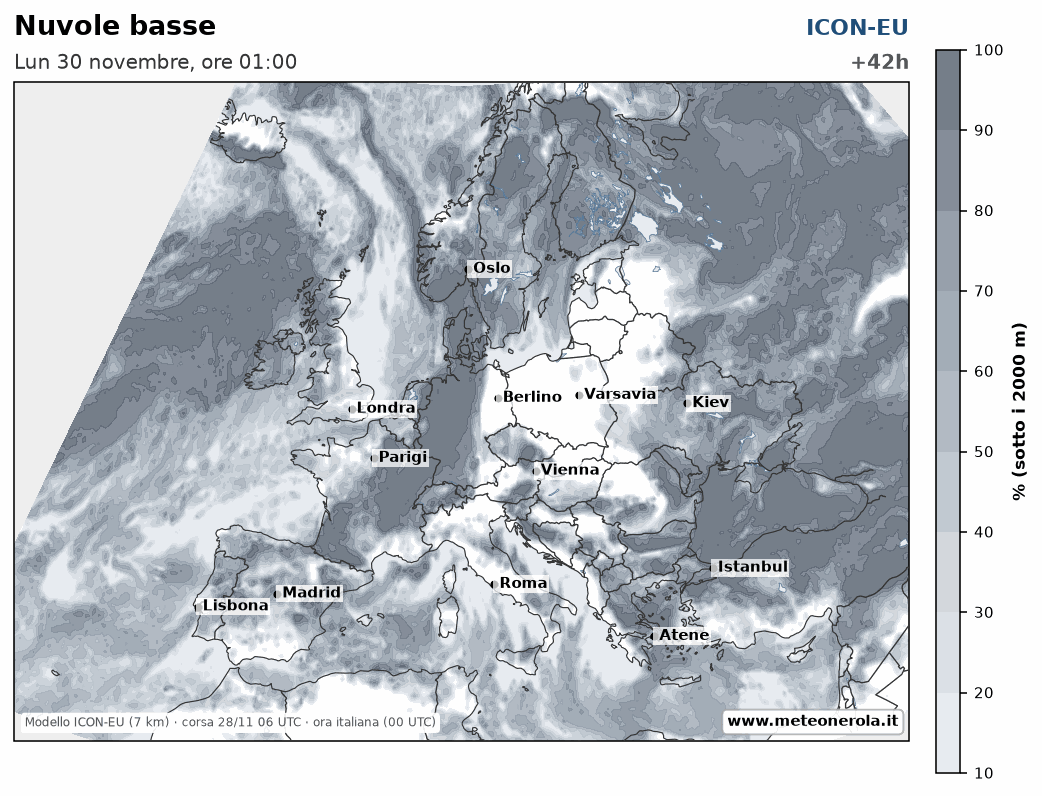 Nuvole basse
ICON-EU
Lun 30 novembre, ore 01:00
+42h
100
90
80
70
60
50
40
30
20
10
% (sotto i 2000 m)
Oslo
Londra
Berlino
Varsavia
Kiev
Parigi
Vienna
Istanbul
Roma
Madrid
Lisbona
Atene
Modello ICON-EU (7 km) · corsa 28/11 06 UTC · ora italiana (00 UTC)
www.meteonerola.it